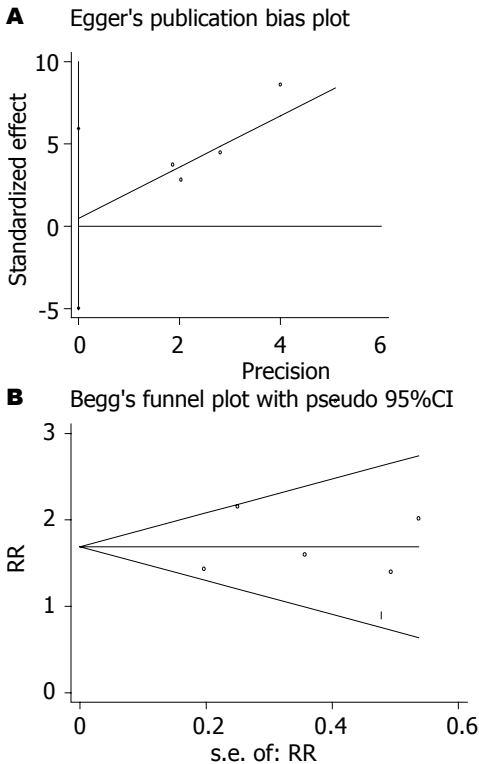 A Egger's publication bias plot
10
5
0
-5
Standardized effect
0 2 4 6
Precision
B Begg's funnel plot with pseudo 95%CI
3
2
1
0
RR
0 0.2 0.4 0.6
s.e. of: RR